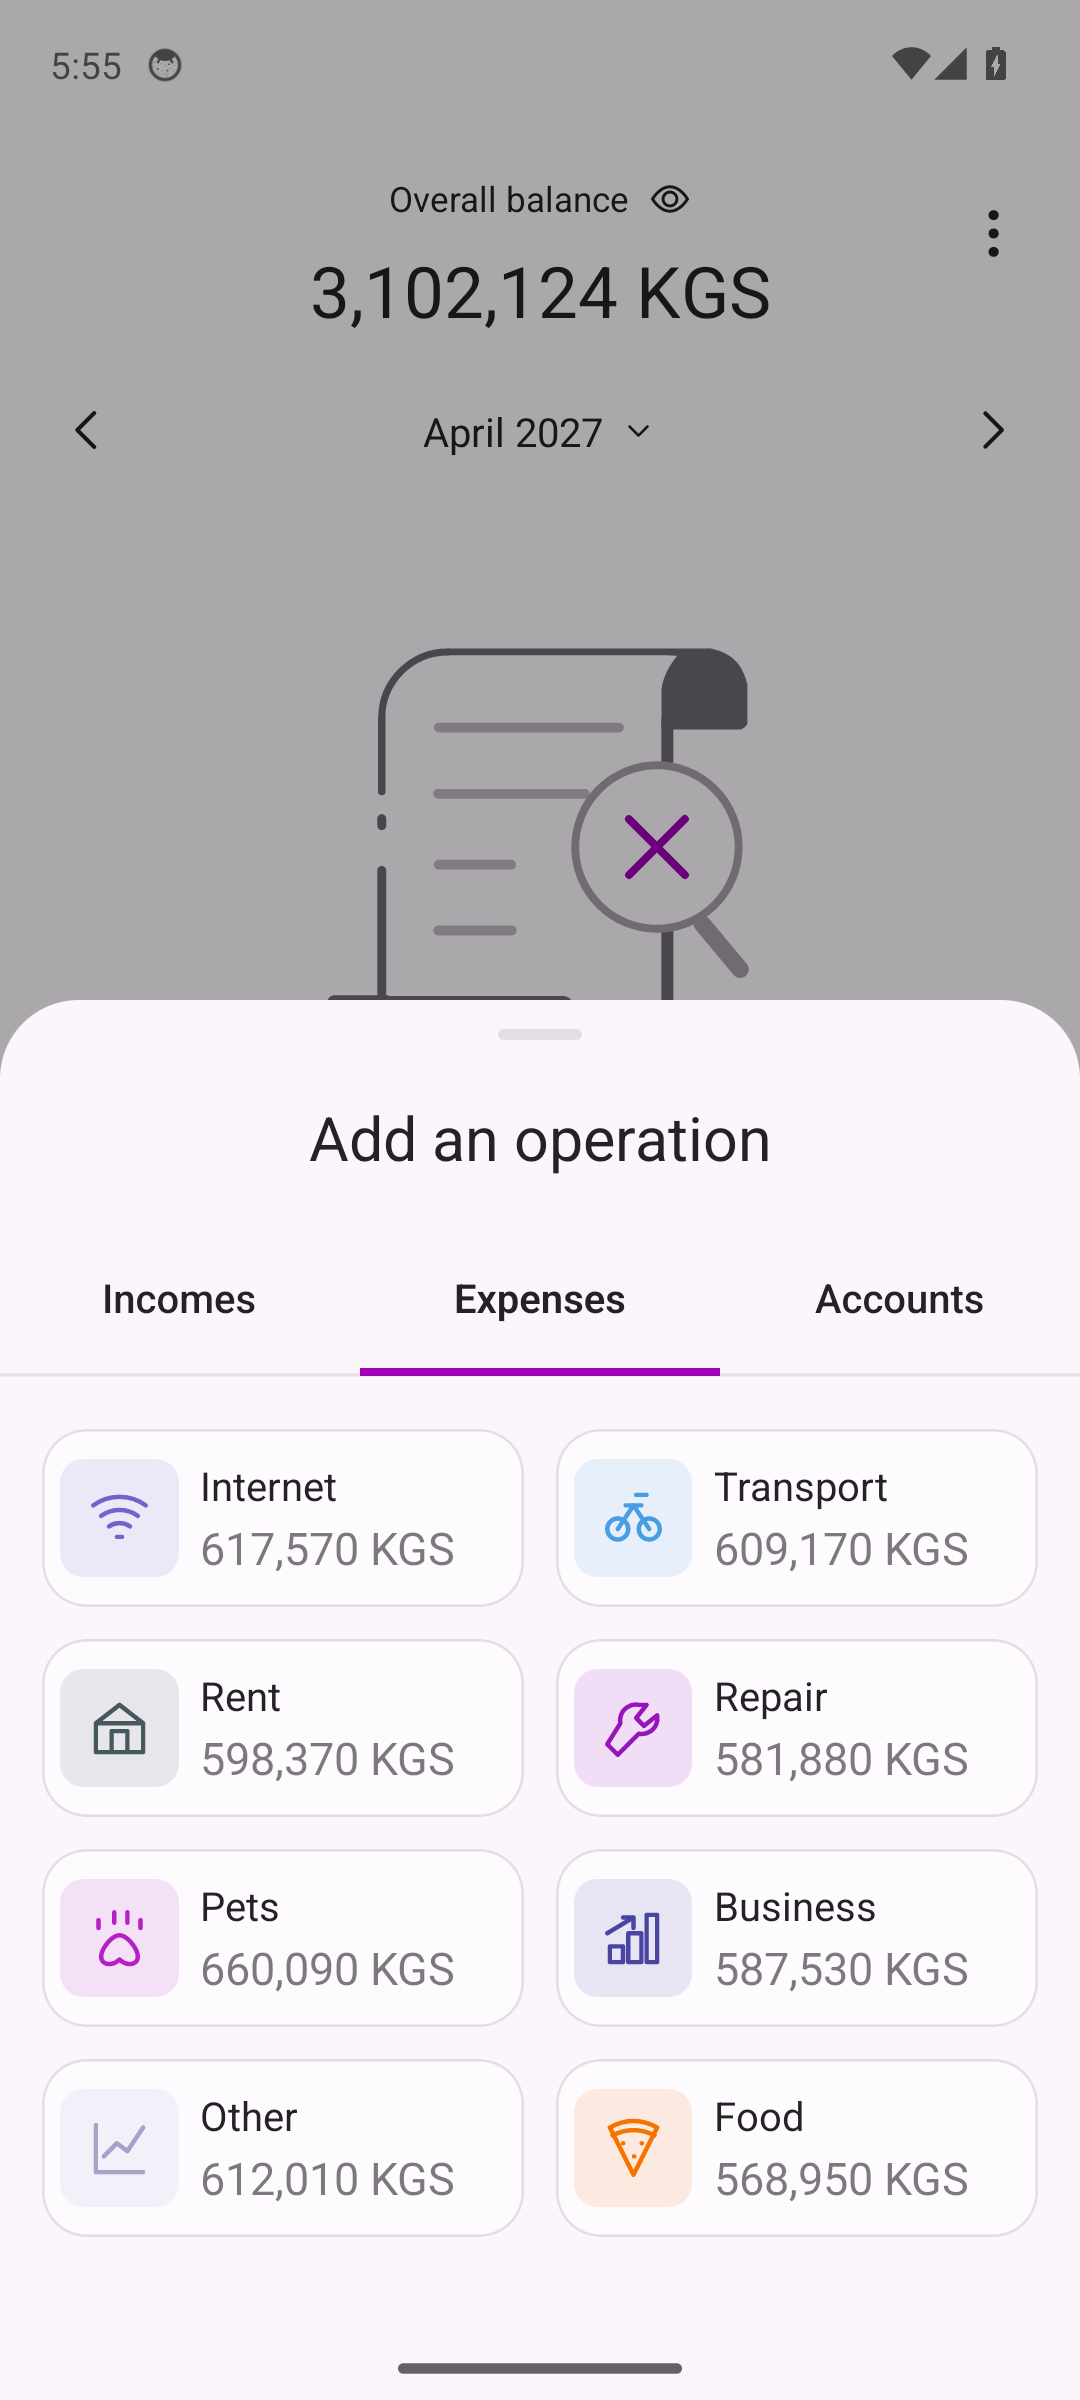 5:55
Overall balance
3,102,124 KGS
April 2027
Add an operation
Incomes
Expenses
Accounts
Internet
617,570 KGS
Transport
609,170 KGS
Rent
598,370 KGS
Repair
581,880 KGS
Pets
660,090 KGS
Business
587,530 KGS
Other
612,010 KGS
Food
568,950 KGS